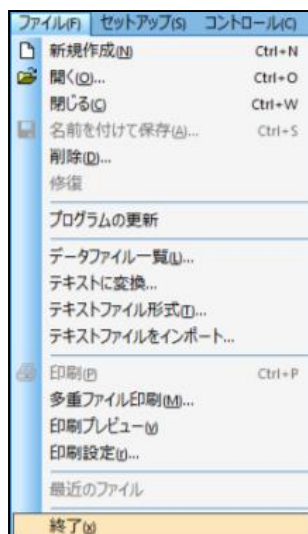 ファイル(F) セットアップ(S) コントロール(C)
新規作成(N) Ctrl+N
開く(O)... Ctrl+O
閉じる(C) Ctrl+W
名前を付けて保存(A)... Ctrl+S
削除(D)...
修復
プログラムの更新
データファイル一覧(L)...
テキストに変換...
テキストファイル形式(T)...
テキストファイルをインポート...
印刷(P) Ctrl+P
多重ファイル印刷(M)...
印刷プレビュー(V)
印刷設定(r)...
最近のファイル
終了(x)